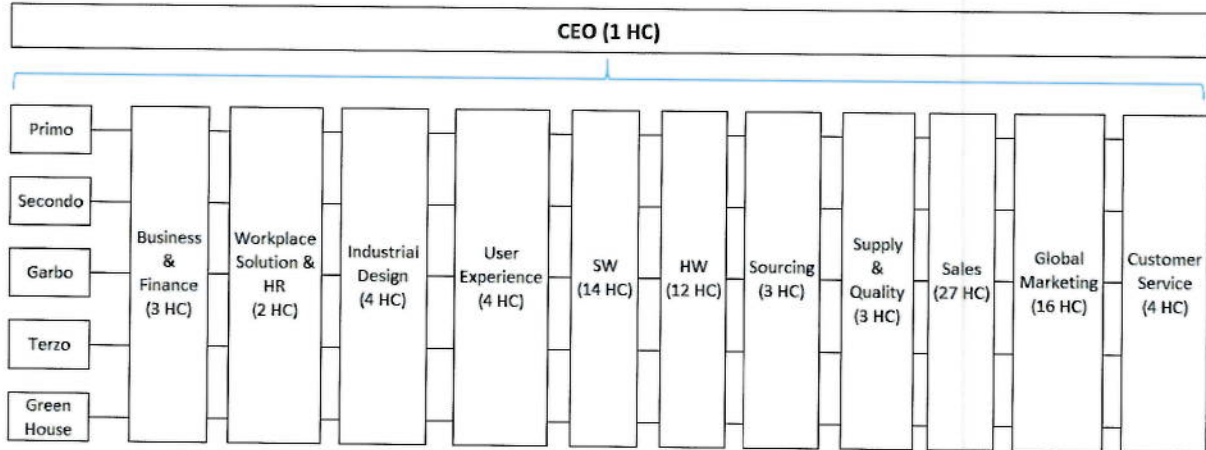 CEO (1 HC)
Primo
Secondo
Garbo
Terzo
Green
House
Business
&
Finance
(3 HC)
Workplace
Solution &
HR
(2 HC)
Industrial
Design
(4 HC)
User
Experience
(4 HC)
SW
(14 HC)
HW
(12 HC)
Sourcing
(3 HC)
Supply
&
Quality
(3 HC)
Sales
(27 HC)
Global
Marketing
(16 HC)
Customer
Service
(4 HC)